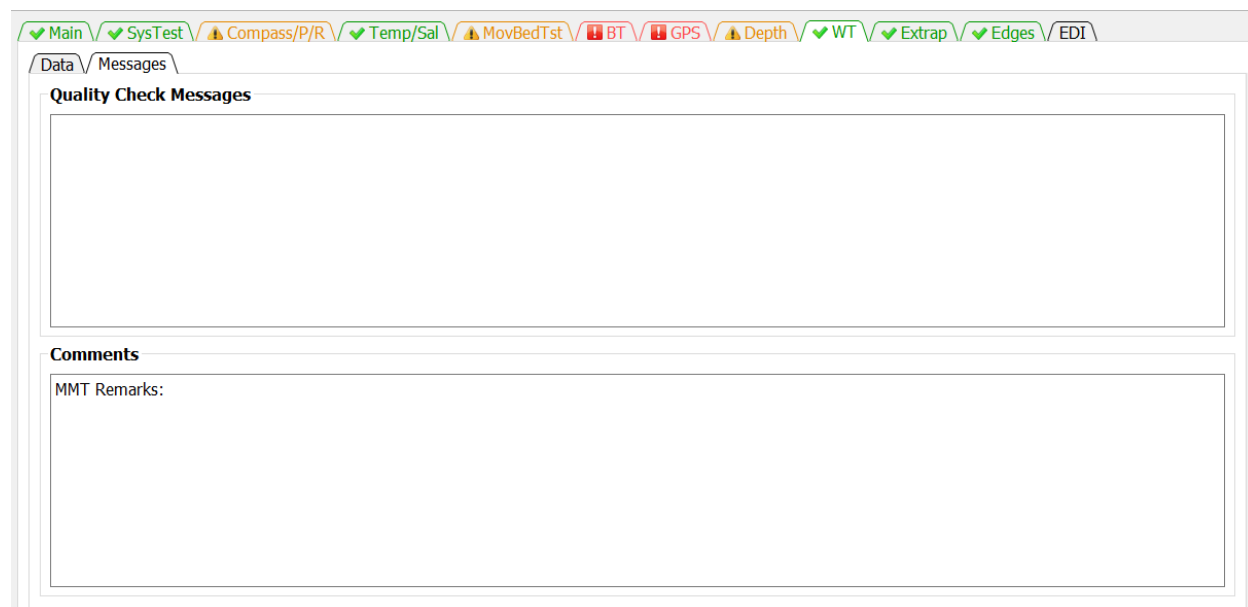 Main SysTest Compass/P/R Temp/Sal MovBedTst BT GPS Depth WT Extrap Edges EDI
Data Messages
Quality Check Messages
Comments
MMT Remarks: